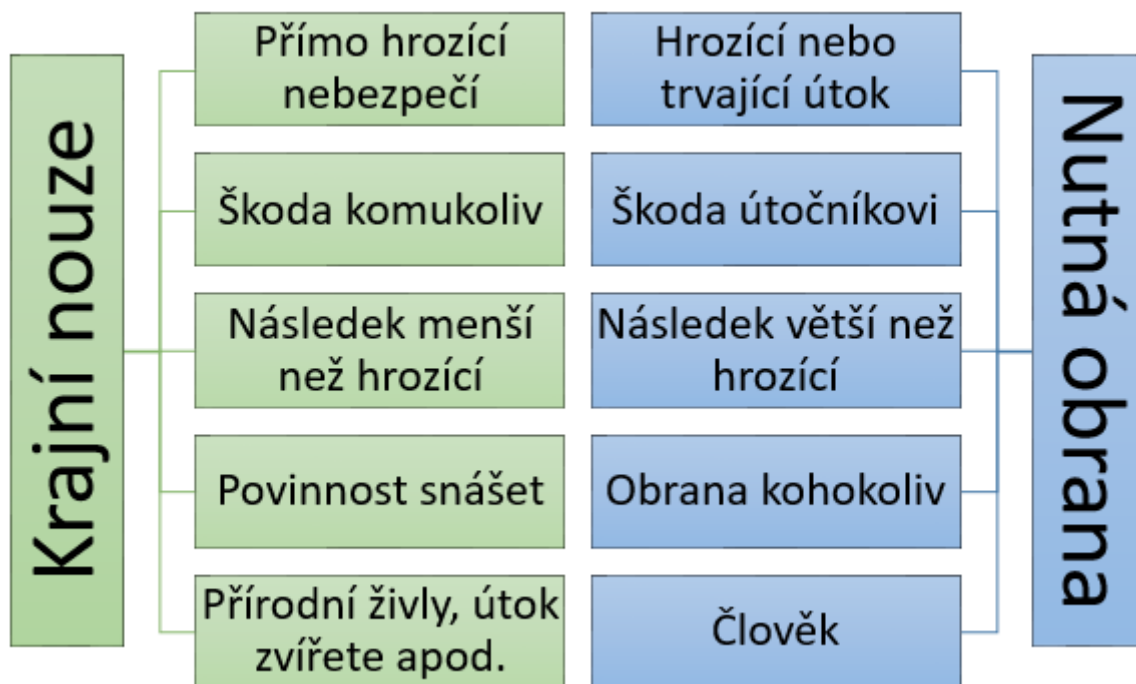 Krajní nouze
Přímo hrozící
nebezpečí
Škoda komukoliv
Následek menší
než hrozící
Povinnost snášet
Přírodní živly, útok
zvířete apod.
Hrozící nebo
trvající útok
Škoda útočníkovi
Následek větší než
hrozící
Obrana kohokoliv
Člověk
Nutná obrana